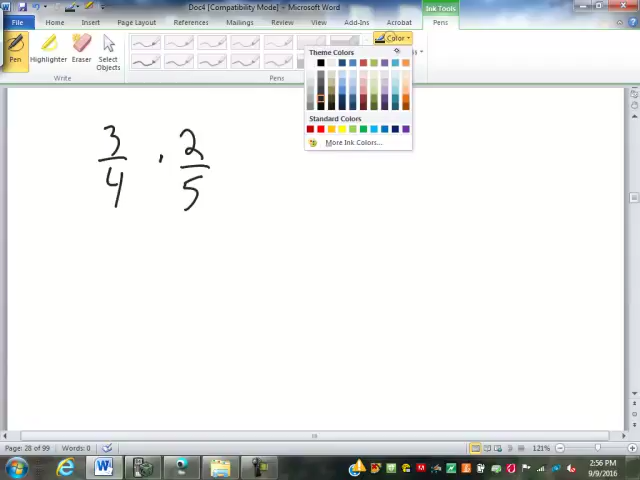 Doc4 [Compatibility Mode] - Microsoft Word
Ink Tools
File Home Insert Page Layout References Mailings Review View Add-Ins Acrobat Pens
Pen Highlighter Eraser Select Objects
Color
Write Pens
Theme Colors
Standard Colors
More Ink Colors...
3/4 · 2/5
Page: 28 of 99 Words: 0 121%
2:56 PM
9/9/2016